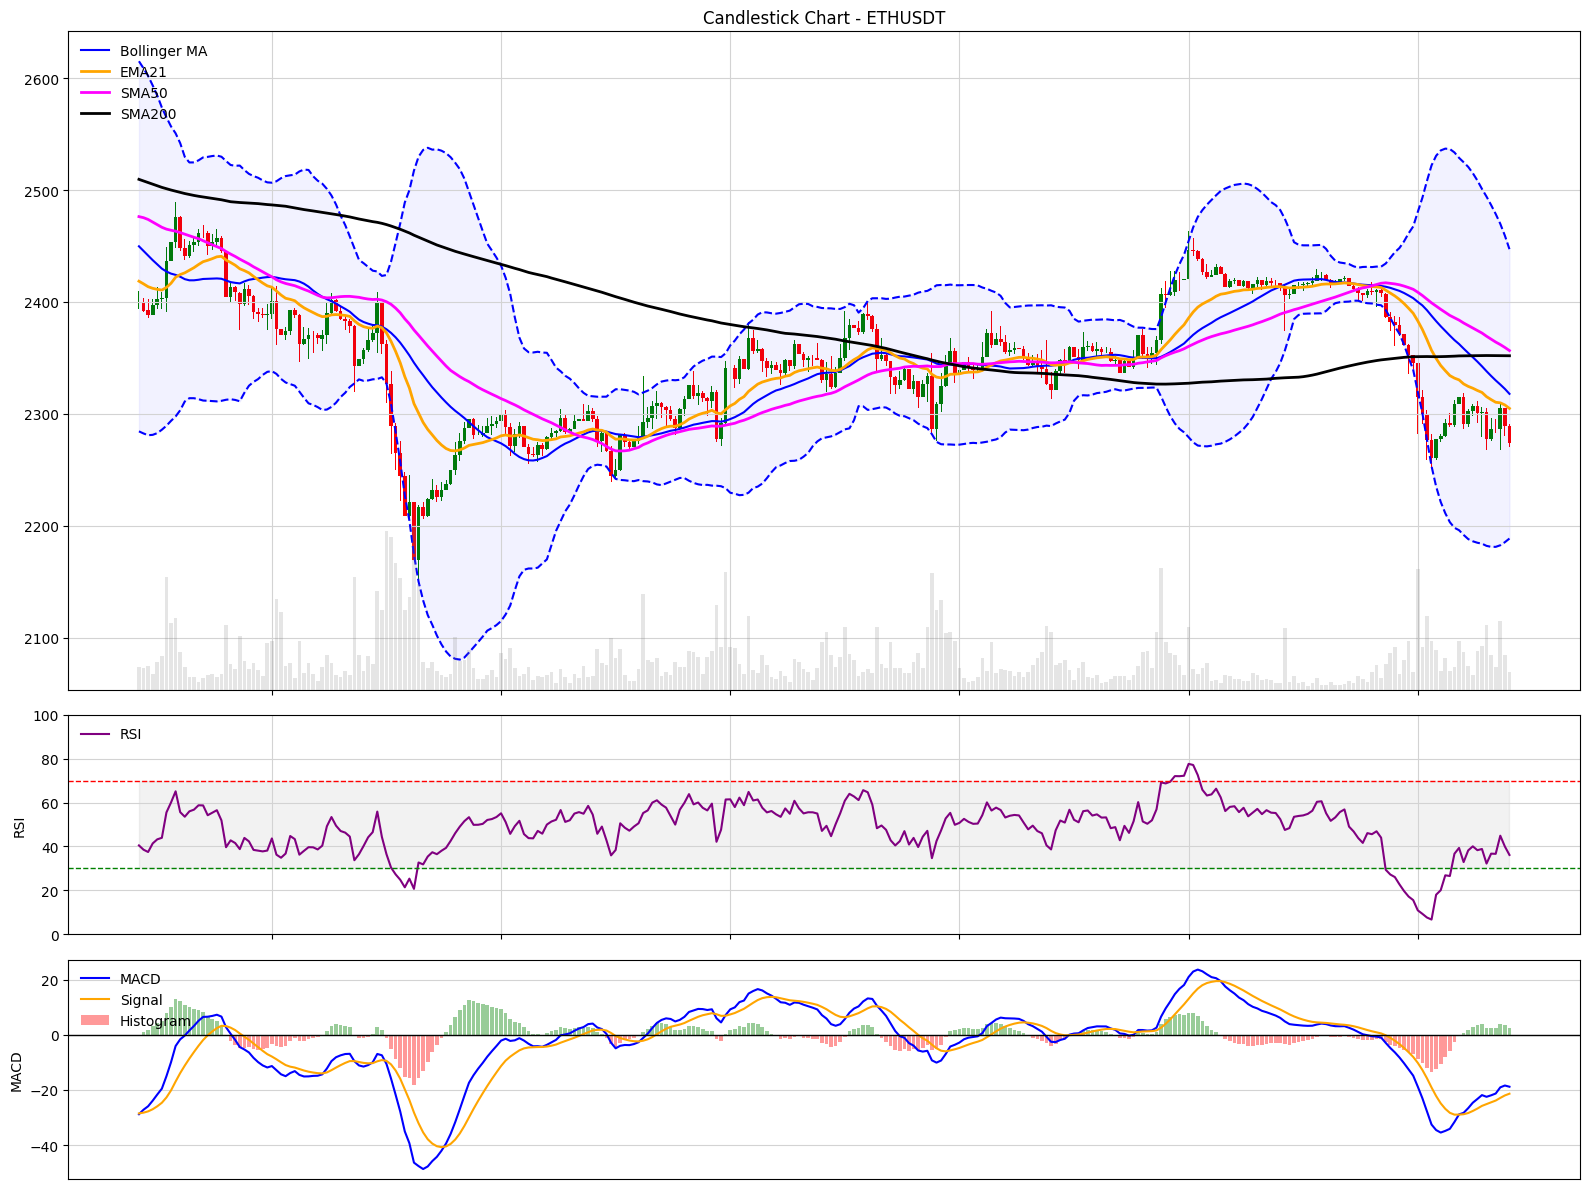 Candlestick Chart - ETHUSDT
Bollinger MA
EMA21
SMA50
SMA200
2600
2500
2400
2300
2200
2100
RSI
100
80
60
40
20
0
RSI
MACD
Signal
Histogram
20
0
−20
−40
MACD